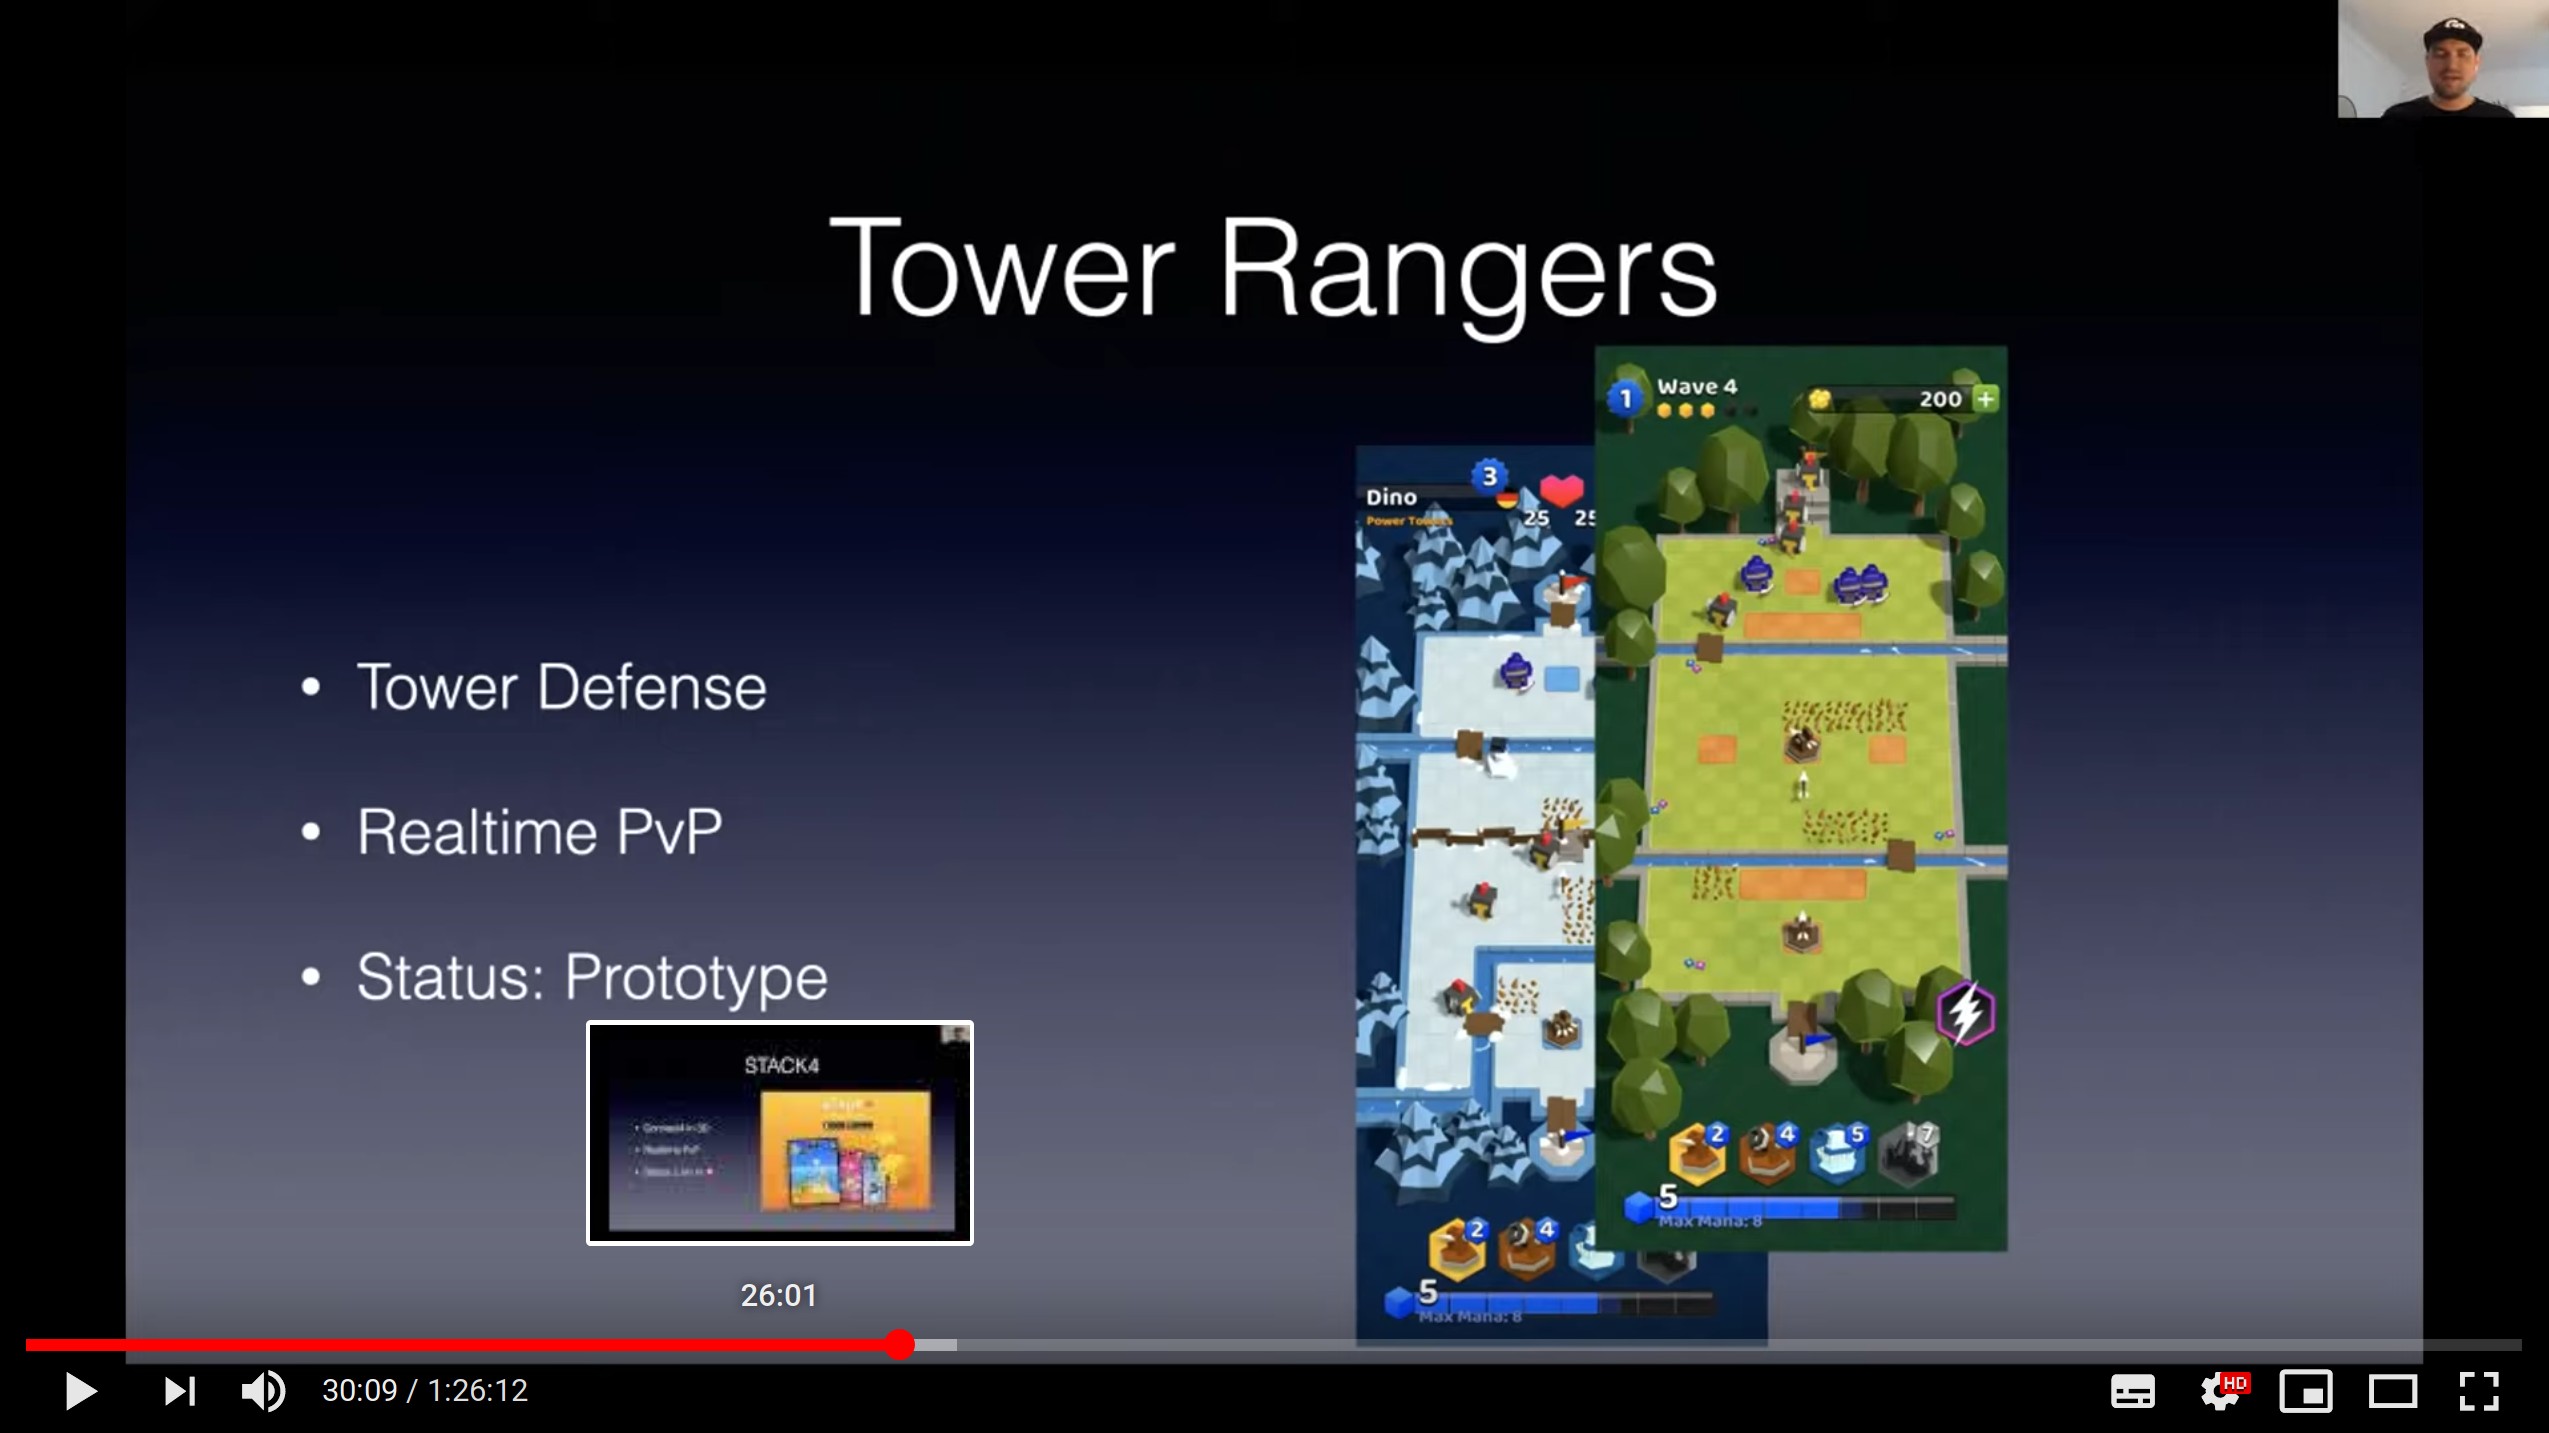 Tower Rangers
• Tower Defense
• Realtime PvP
• Status: Prototype
Dino
Power Towers
3
25 25
1
Wave 4
200 +
2 4 5 7
5
Max Mana: 8
2 4
5
Max Mana: 8
STACK4
26:01
30:09 / 1:26:12
HD